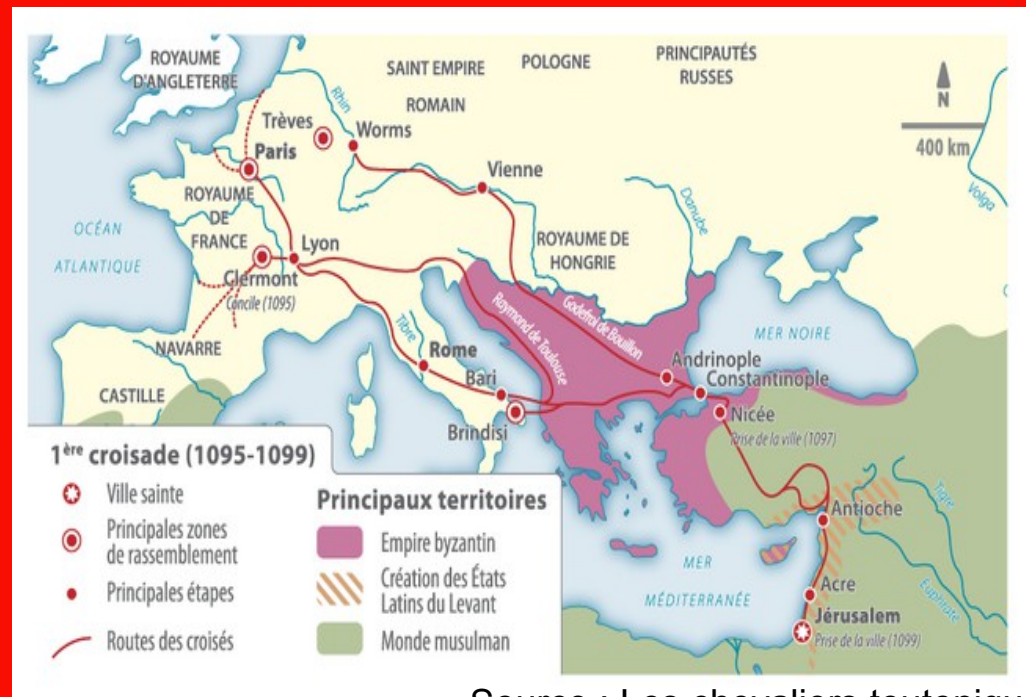 ROYAUME
D'ANGLETERRE
SAINT EMPIRE
ROMAIN
POLOGNE
PRINCIPAUTÉS
RUSSES
N
400 km
Rhin
Trèves
Worms
Paris
Vienne
Danube
Volga
ROYAUME
DE
FRANCE
OCÉAN
ATLANTIQUE
Lyon
Clermont
Concile (1095)
ROYAUME DE
HONGRIE
Raymond de Toulouse
Godefroi de Bouillon
MER NOIRE
Tibre
Rome
Bari
Brindisi
NAVARRE
CASTILLE
Andrinople
Constantinople
Nicée
Prise de la ville (1097)
Antioche
Tigre
Euphrate
MER
MÉDITERRANÉE
Acre
Jérusalem
Prise de la ville (1099)
1ère croisade (1095-1099)
Ville sainte
Principales zones
de rassemblement
Principales étapes
Routes des croisés
Principaux territoires
Empire byzantin
Création des États
Latins du Levant
Monde musulman